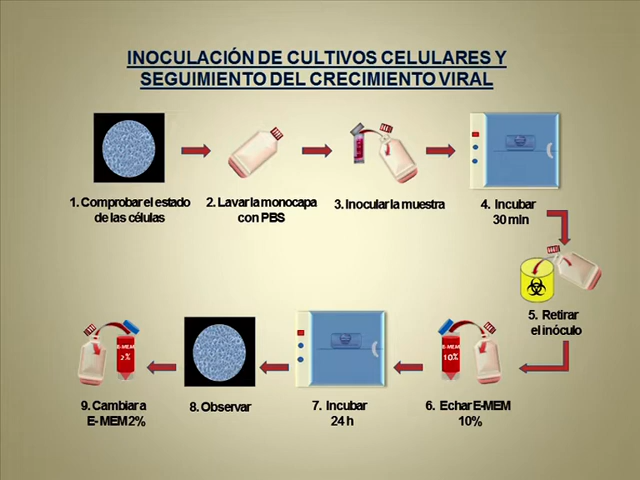 INOCULACIÓN DE CULTIVOS CELULARES Y
SEGUIMIENTO DEL CRECIMIENTO VIRAL
1. Comprobar el estado
de las células
2. Lavar la monocapa
con PBS
3. Inocular la muestra
4. Incubar
30 min
5. Retirar
el inóculo
6. Echar E-MEM
10%
E-MEM
10%
7. Incubar
24 h
8. Observar
9. Cambiar a
E- MEM 2%
E-MEM
2%